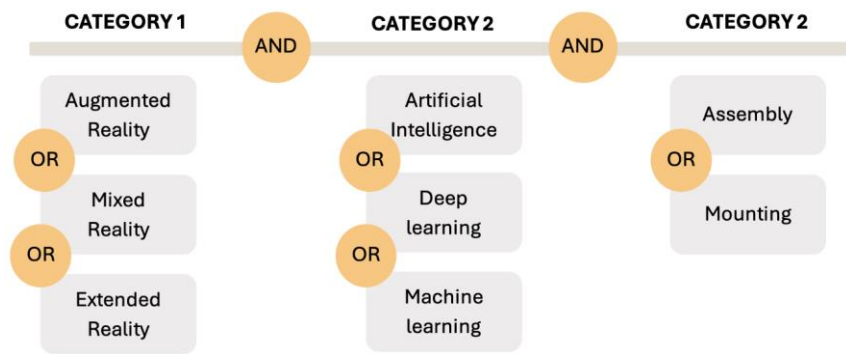 CATEGORY 1
AND
CATEGORY 2
AND
CATEGORY 2
Augmented
Reality
OR
Mixed
Reality
OR
Extended
Reality
Artificial
Intelligence
OR
Deep
learning
OR
Machine
learning
Assembly
OR
Mounting